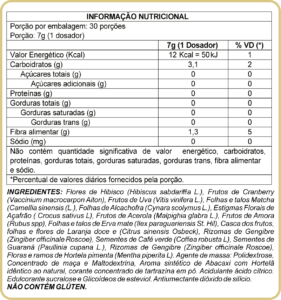 INFORMAÇÃO NUTRICIONAL
Porção por embalagem: 30 porções
Porção: 7g (1 dosador)
7g (1 Dosador) % VD (*)
Valor Energético (Kcal) 12 Kcal = 50kJ 1
Carboidratos (g) 3,1 2
Açúcares totais (g) 0 0
Açúcares adicionais (g) 0 0
Proteínas (g) 0 0
Gorduras totais (g) 0 0
Gorduras saturadas (g) 0 0
Gorduras trans (g) 0 0
Fibra alimentar (g) 1,3 5
Sódio (mg) 0 0
Não contém quantidade significativa de valor energético, carboidratos,
proteínas, gorduras totais, gorduras saturadas, gorduras trans, fibra alimentar
e sódio.
*Percentual de valores diários fornecidos pela porção.
INGREDIENTES: Flores de Hibisco (Hibiscus sabdariffa L.), Frutos de Cranberry
(Vaccinium macrocarpon Aiton), Frutos de Uva (Vitis vinifera L.), Folhas e talos Matcha
(Camellia sinensis (L.), Folhas de Alcachofra (Cynara scolymus L.), Estigmas Florais de
Açafrão ( Crocus sativus L). Frutos de Acerola (Malpighia glabra L.), Frutos de Amora
(Rubus spp), Folhas e talos de Erva mate (Ilex paraguariensis St. Hil), Casca dos frutos,
folhas e flores de Laranja doce e (Citrus sinensis Osbeck), Rizomas de Gengibre
(Zingiber officinale Roscoe), Sementes de Café verde (Coffea robusta L.), Sementes de
Guaraná (Paulinia cupana L.), Rizomas de Gengibre (Zingiber officinale Roscoe),
Flores e ramos de Hortelã pimenta (Mentha piperita L.). Agente de massa: Polidextrose.
Concentrado de maça e Maltodextrina, Aroma sintético de Abacaxi com Hortelã
idêntico ao natural, corante concentrado de tartrazina em pó. Acidulante ácido cítrico.
Edulcorante sucralose e Glicosídeos de esteviol. Antiumectante dióxido de silício.
NÃO CONTÉM GLÚTEN.